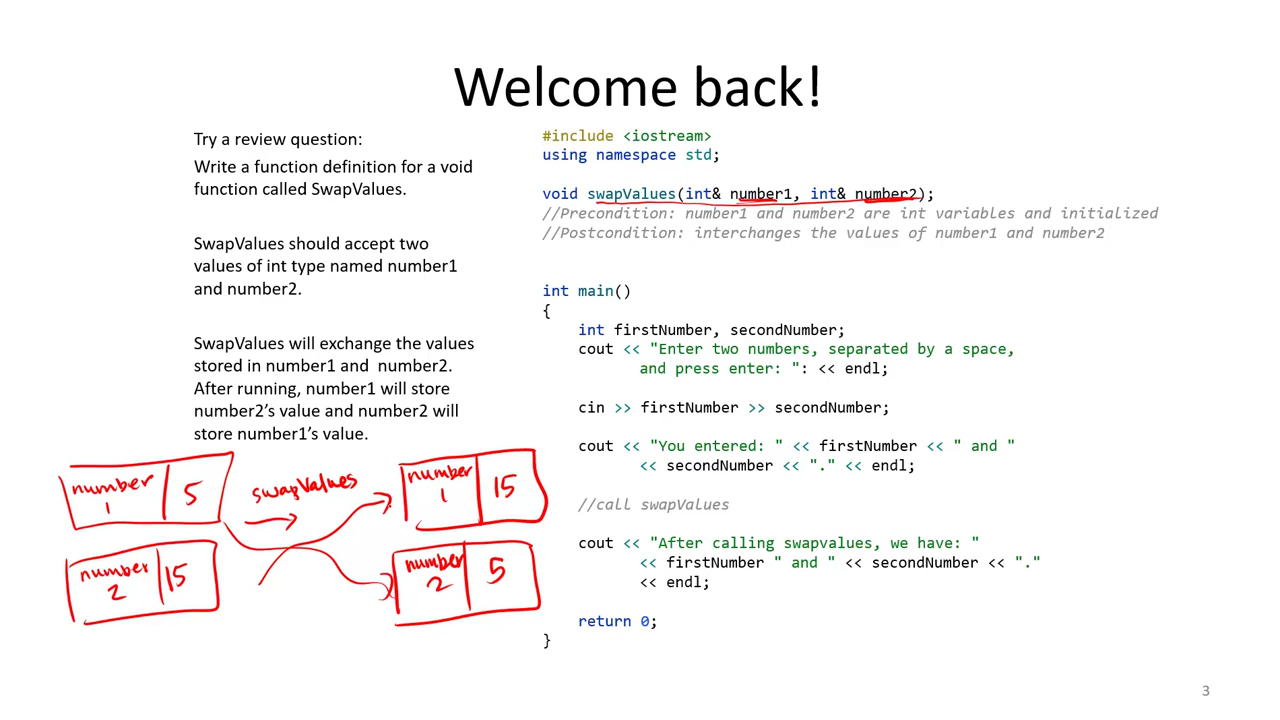 Welcome back!
Try a review question:
Write a function definition for a void
function called SwapValues.
SwapValues should accept two
values of int type named number1
and number2.
SwapValues will exchange the values
stored in number1 and  number2.
After running, number1 will store
number2’s value and number2 will
store number1’s value.
number
1
5
number
2
15
swapValues
number
1
15
number
2
5
#include <iostream>
using namespace std;
void swapValues(int& number1, int& number2);
//Precondition: number1 and number2 are int variables and initialized
//Postcondition: interchanges the values of number1 and number2
int main()
{
int firstNumber, secondNumber;
cout << "Enter two numbers, separated by a space,
and press enter: ": << endl;
cin >> firstNumber >> secondNumber;
cout << "You entered: " << firstNumber << " and "
<< secondNumber << "." << endl;
//call swapValues
cout << "After calling swapvalues, we have: "
<< firstNumber " and " << secondNumber << "."
<< endl;
return 0;
}
3